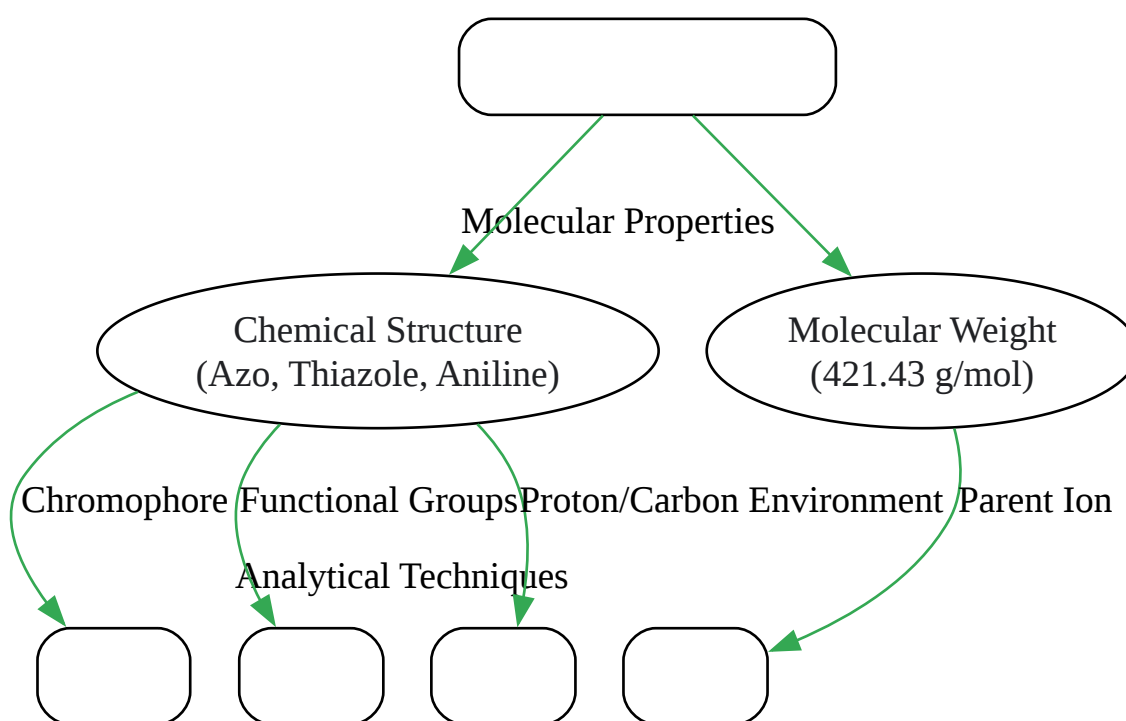 Molecular Properties
Chemical Structure
(Azo, Thiazole, Aniline)
Molecular Weight
(421.43 g/mol)
Chromophore
Functional Groups
Proton/Carbon Environment
Parent Ion
Analytical Techniques